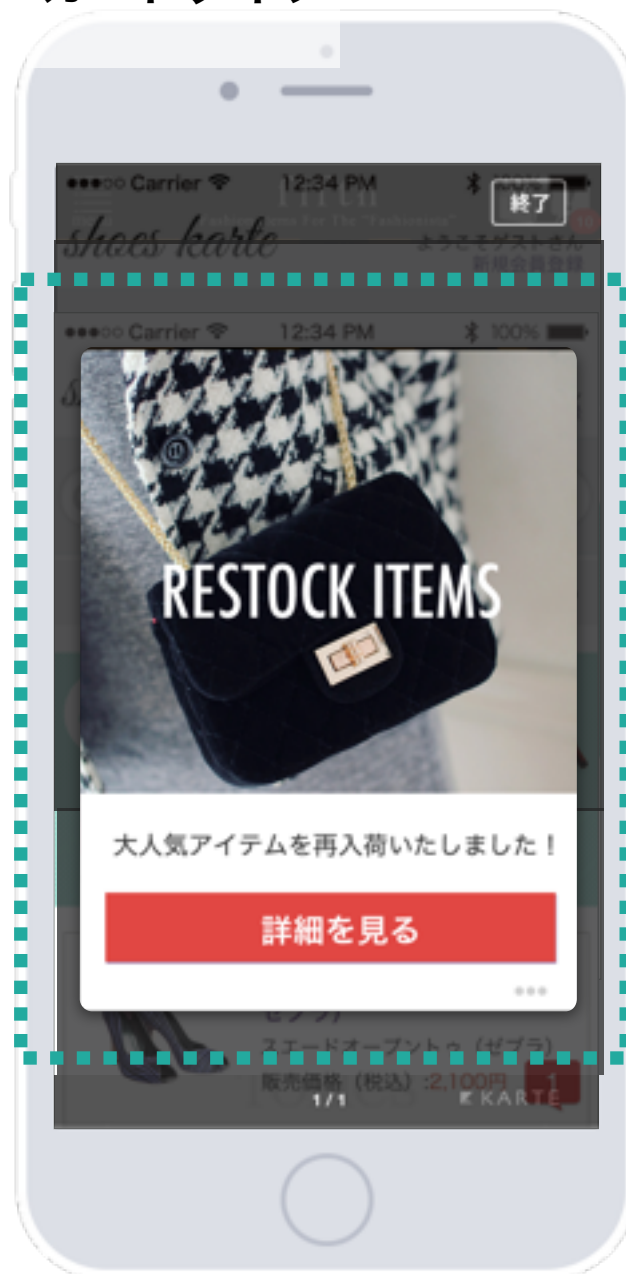 ●●●○○ Carrier 12:34 PM 100%
終了
shoes karte
ようこそゲストさん
新規会員登録
●●●○○ Carrier 12:34 PM 100%
RESTOCK ITEMS
大人気アイテムを再入荷いたしました！
詳細を見る
•••
スエードオープントゥ（ゼブラ）
販売価格（税込）:2,100円
1/1
KARTE